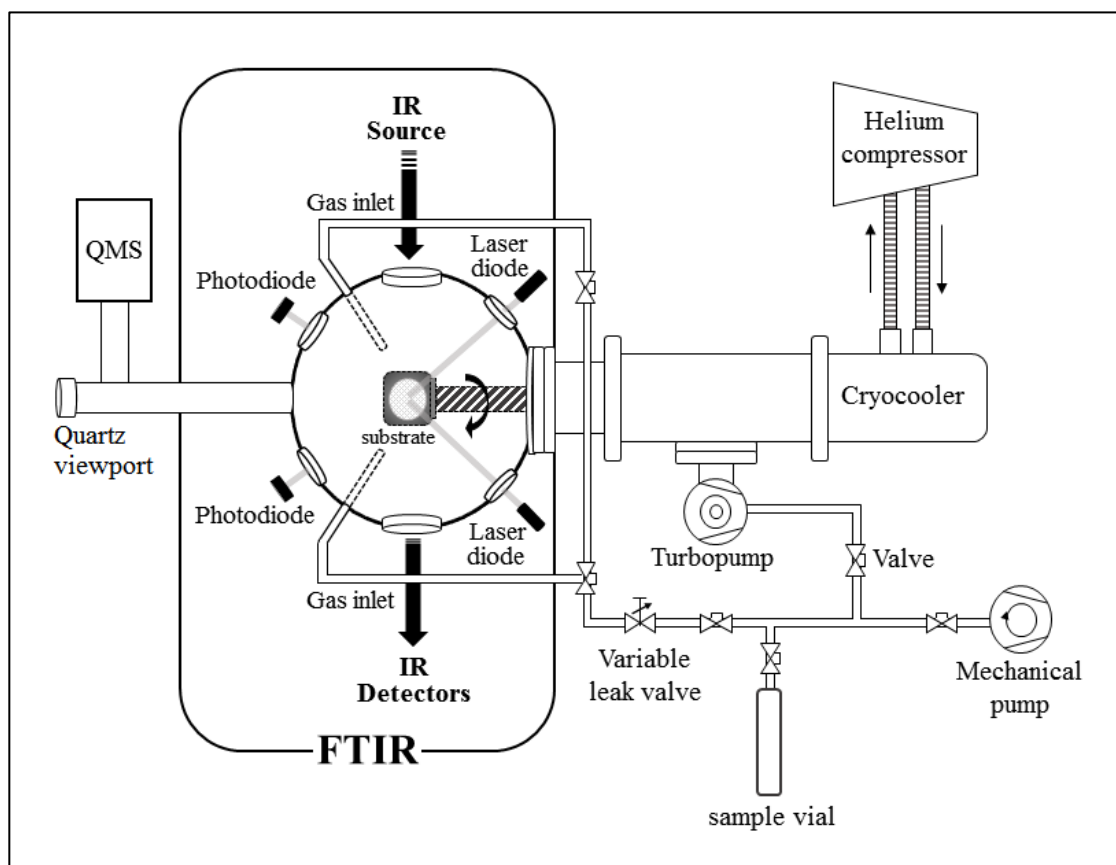 IR
Source
Helium
compressor
Gas inlet
QMS
Laser
diode
Photodiode
Cryocooler
substrate
Quartz
viewport
Photodiode
Laser
diode
Turbopump
Valve
Gas inlet
IR
Detectors
Variable
leak valve
Mechanical
pump
FTIR
sample vial